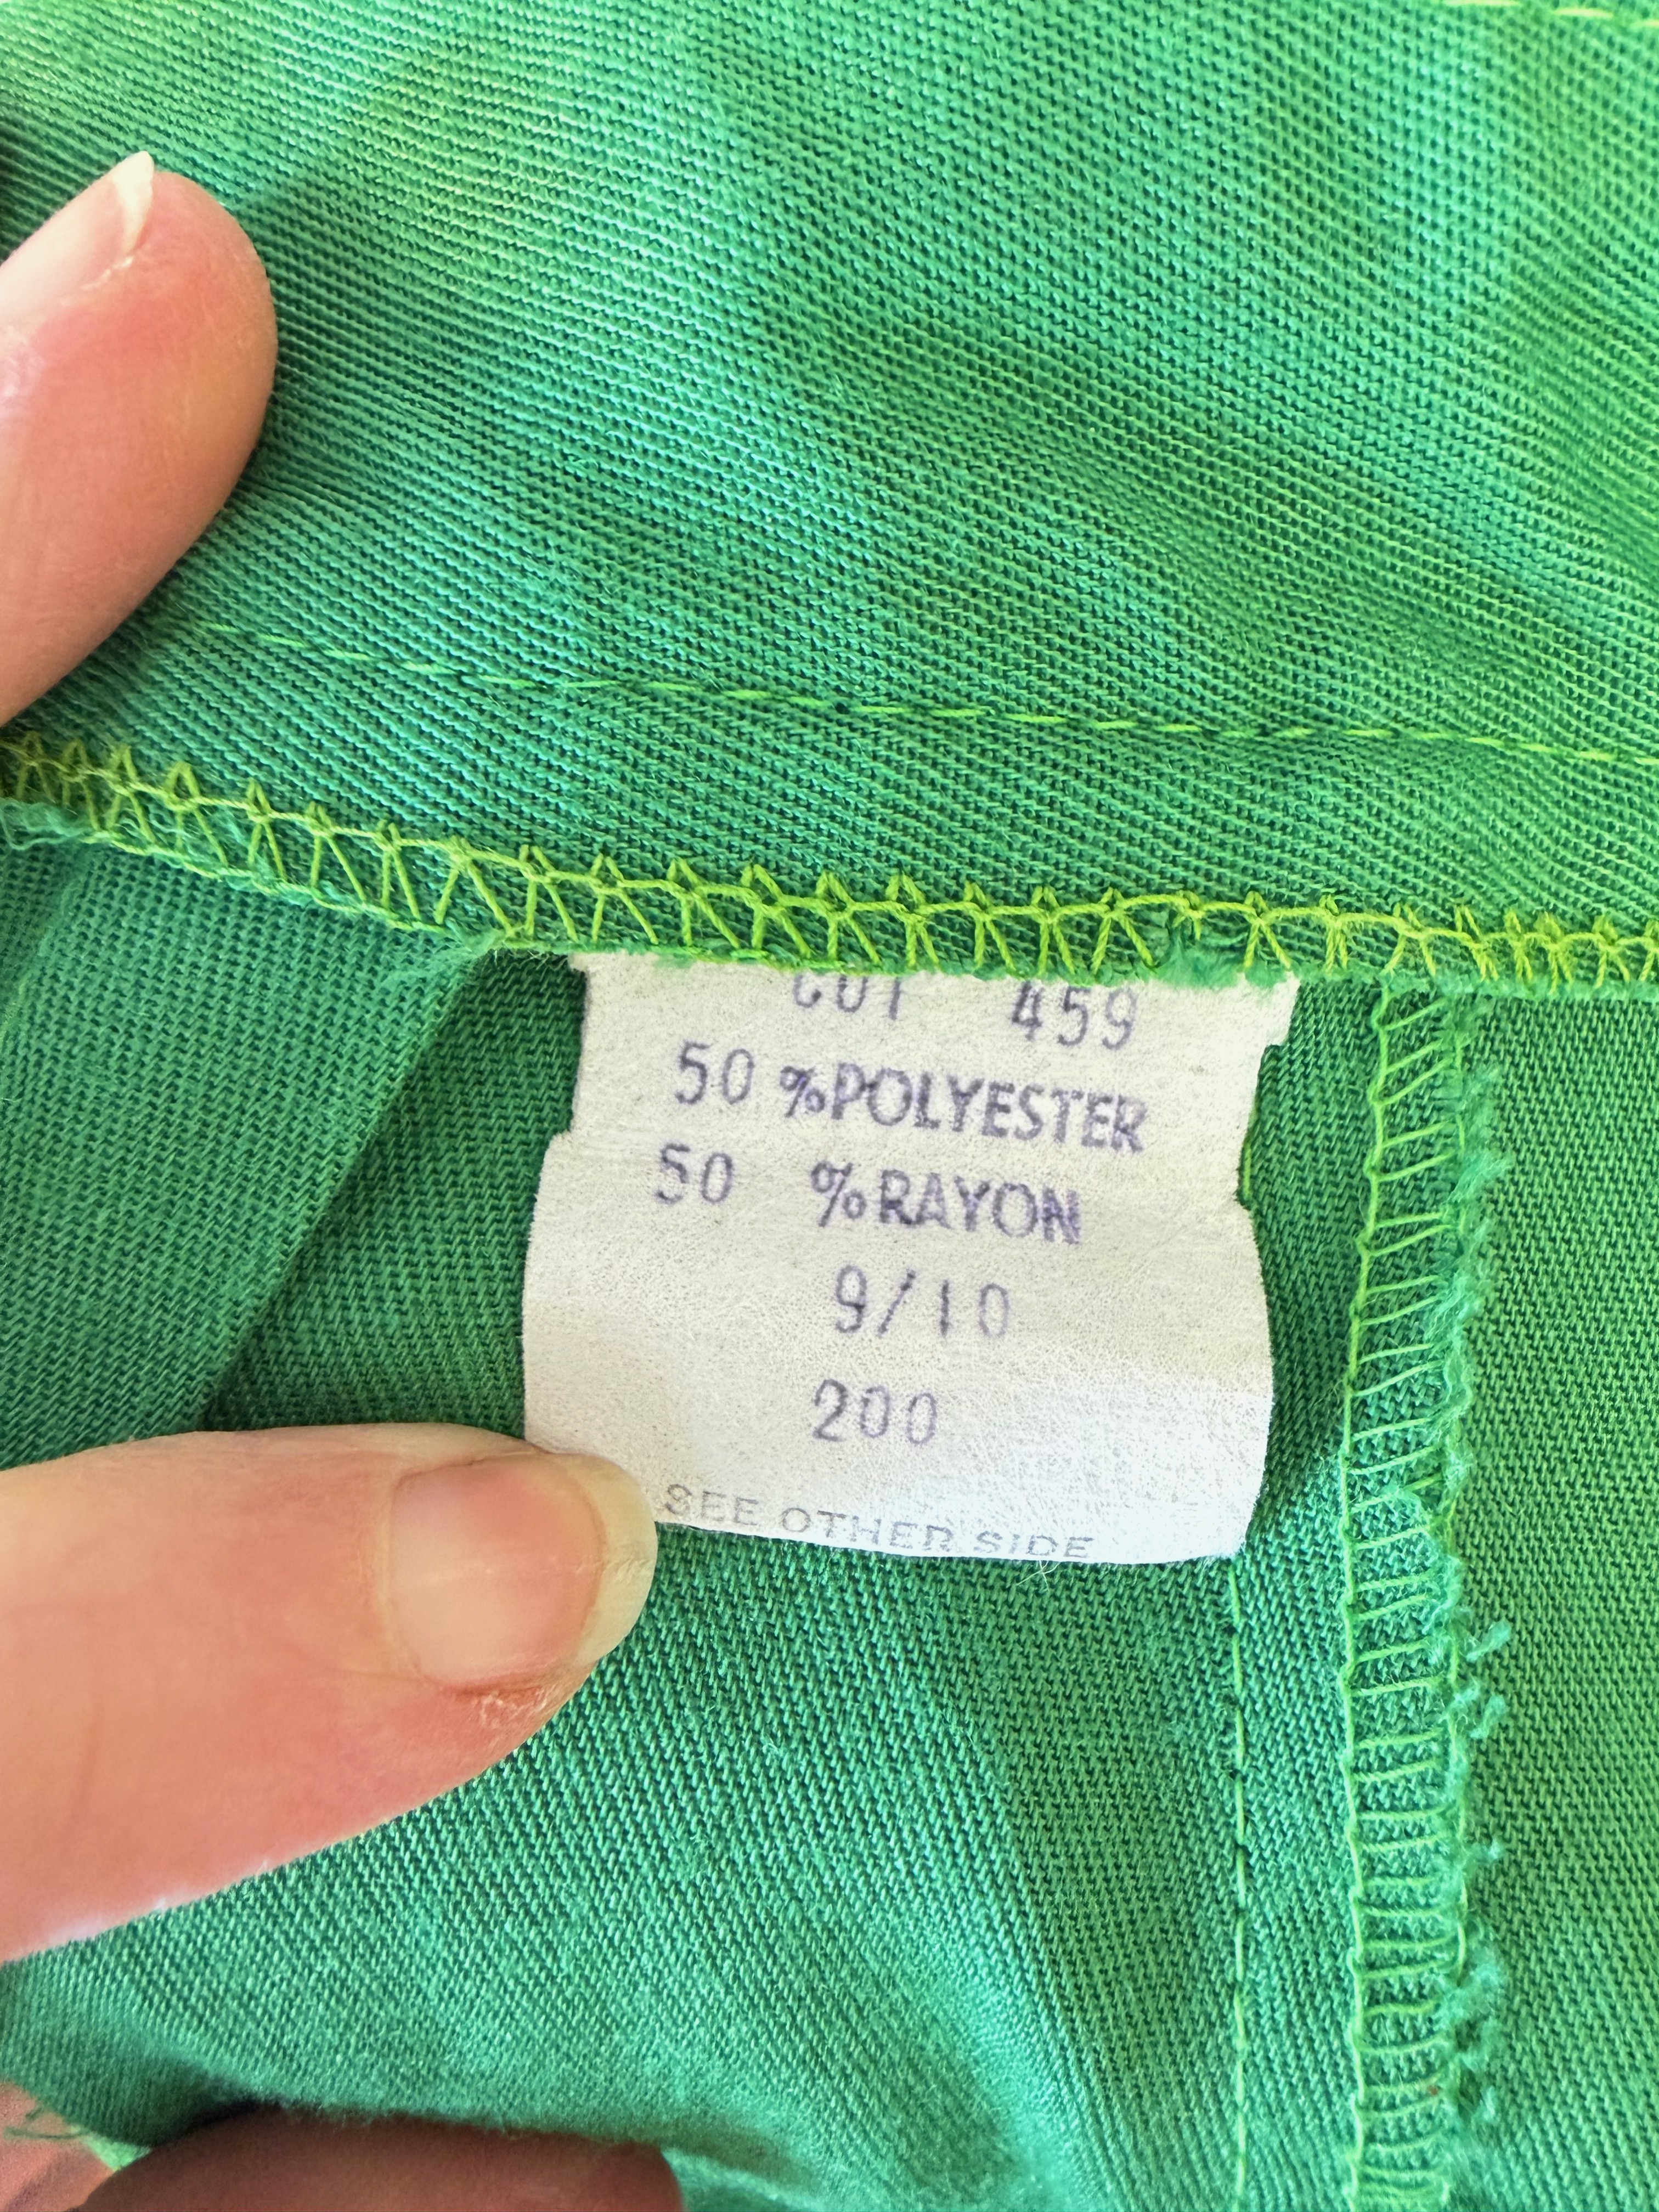 CUT 459
50 %POLYESTER
50 %RAYON
9/10
200
SEE OTHER SIDE